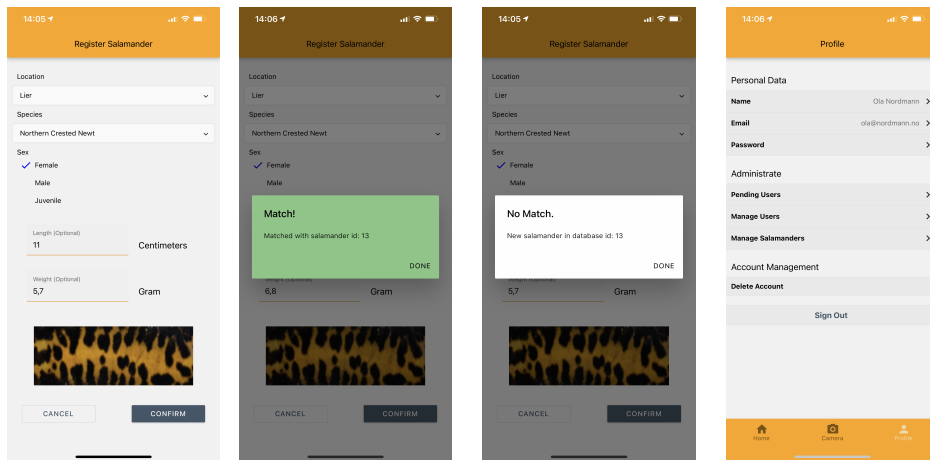 14:05
Register Salamander
Location
Lier
Species
Northern Crested Newt
Sex
Female
Male
Juvenile
Length (Optional)
11
Centimeters
Weight (Optional)
5,7
Gram
CANCEL
CONFIRM
14:06
Register Salamander
Location
Lier
Species
Northern Crested Newt
Sex
Female
Male
Match!
Matched with salamander id: 13
DONE
Weight (Optional)
6,8
Gram
CANCEL
CONFIRM
14:05
Register Salamander
Location
Lier
Species
Northern Crested Newt
Sex
Female
Male
No Match.
New salamander in database id: 13
DONE
Weight (Optional)
5,7
Gram
CANCEL
CONFIRM
14:06
Profile
Personal Data
Name Ola Nordmann
Email ola@nordmann.no
Password
Administrate
Pending Users
Manage Users
Manage Salamanders
Account Management
Delete Account
Sign Out
Home Camera Profile